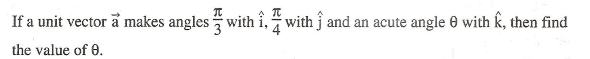 If a unit vector a⃗ makes angles π/3 with î, π/4 with ĵ and an acute angle θ with k̂, then find
the value of θ.